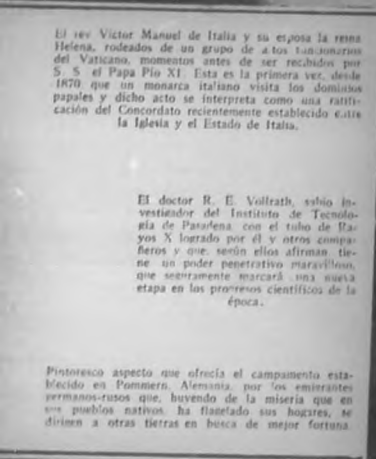 El rey Víctor Manuel de Italia y su esposa la reina
Helena, rodeados de un grupo de altos funcionarios
del Vaticano, momentos antes de ser recibidos por
S. S. el Papa Pío XI. Esta es la primera vez, desde
1870 que un monarca italiano visita los dominios
papales y dicho acto se interpreta como una ratifi-
cación del Concordato recientemente establecido entre
la Iglesia y el Estado de Italia.
El doctor R. E. Vollrath, sabio in-
vestigador del Instituto de Tecnolo-
gía de Pasadena, con el tubo de Ra-
yos X logrado por él y otros compa-
ñeros y que, según ellos afirman tie-
ne un poder penetrativo maravilloso,
que seguramente marcará una nueva
etapa en los progresos científicos de la
época.
Pintoresco aspecto que ofrecía el campamento esta-
blecido en Pommern, Alemania, por los emigrantes
germanos-rusos que, huyendo de la miseria que en
sus pueblos nativos, ha flagelado sus hogares, se
dirigen a otras tierras en busca de mejor fortuna.